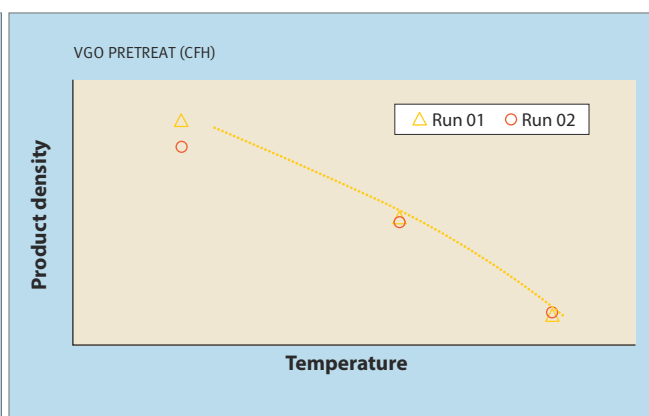 VGO PRETREAT (CFH)
Run 01 Run 02
Product density
Temperature